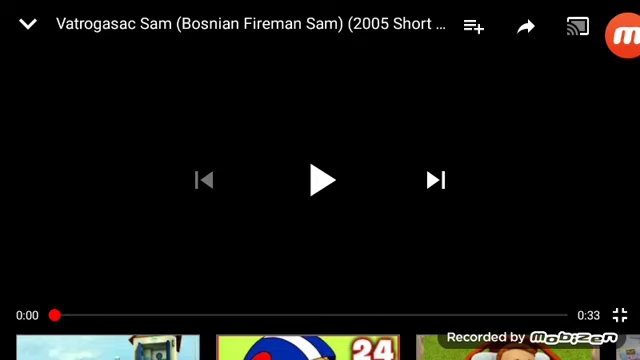 Vatrogasac Sam (Bosnian Fireman Sam) (2005 Short ...
m
0:00
0:33
24
Recorded by mobizen